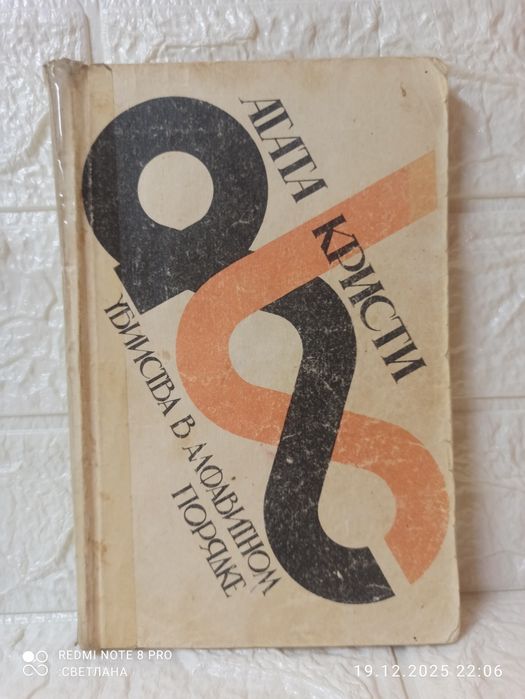 АГАТА КРИСТИ
УБИЙСТВА В АЛФАВИТНОМ
ПОРЯДКЕ
REDMI NOTE 8 PRO
:СВЕТЛАНА
19.12.2025 22:06